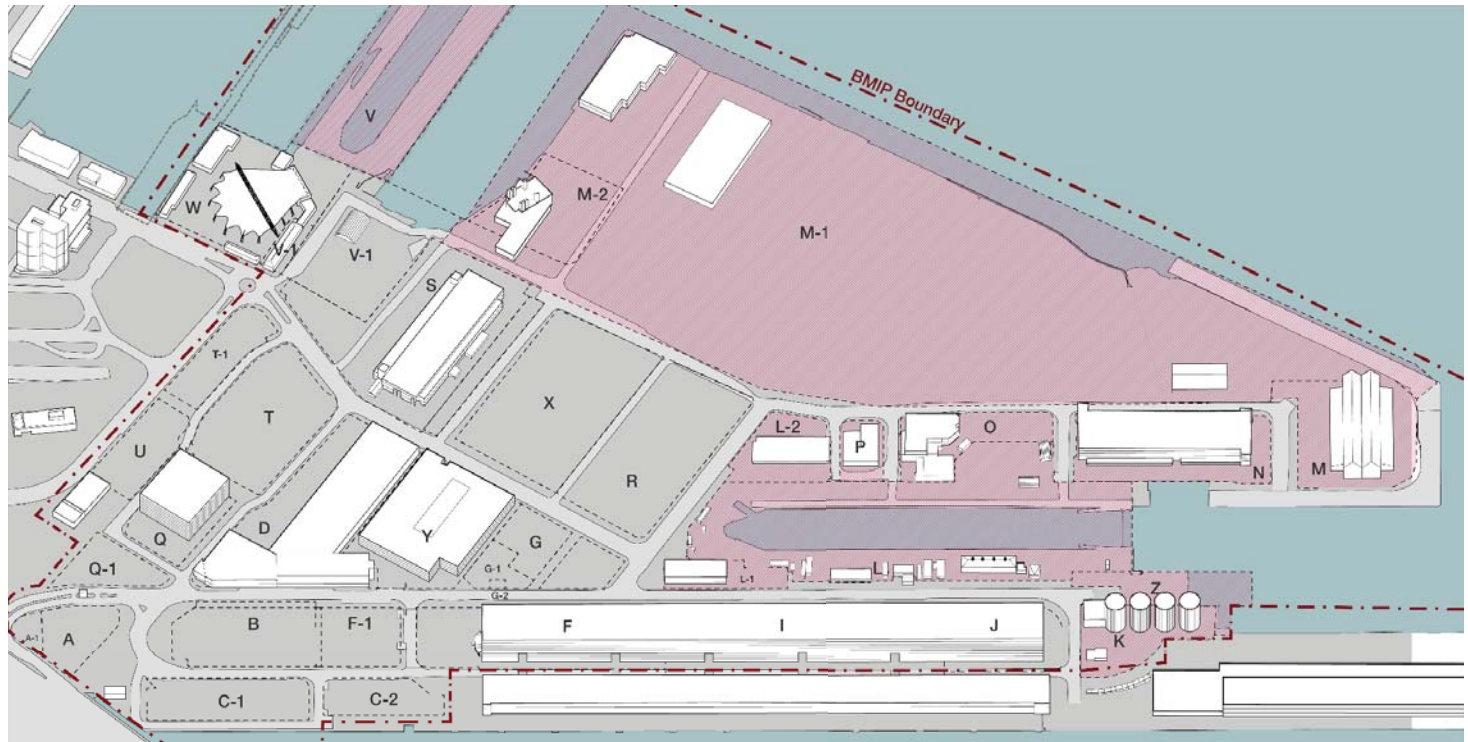 BMIP Boundary
V
W
V-1
V-1
M-2
M-1
S
T-1
T
X
U
R
L-2
P
O
N
M
Q
D
Y
G
G-1
Q-1
L-1
L
G-2
Z
A-1
A
B
F-1
F
I
J
K
C-1
C-2